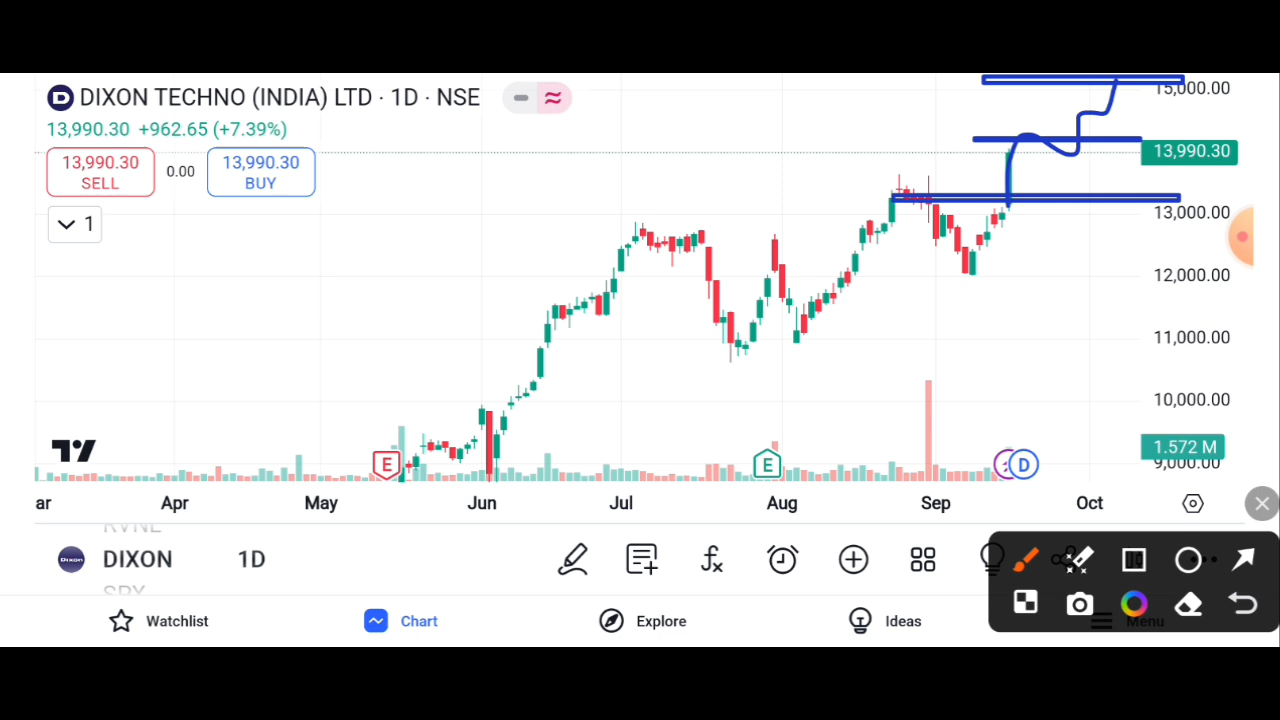 DIXON TECHNO (INDIA) LTD · 1D · NSE
13,990.30 +962.65 (+7.39%)
13,990.30
SELL
0.00
13,990.30
BUY
1
15,000.00
13,990.30
13,000.00
12,000.00
11,000.00
10,000.00
1.572 M
9,000.00
E
E
D
ar Apr May Jun Jul Aug Sep Oct
RVNL
Dixon
DIXON 1D
SPX
Watchlist
Chart
Explore
Ideas
Menu